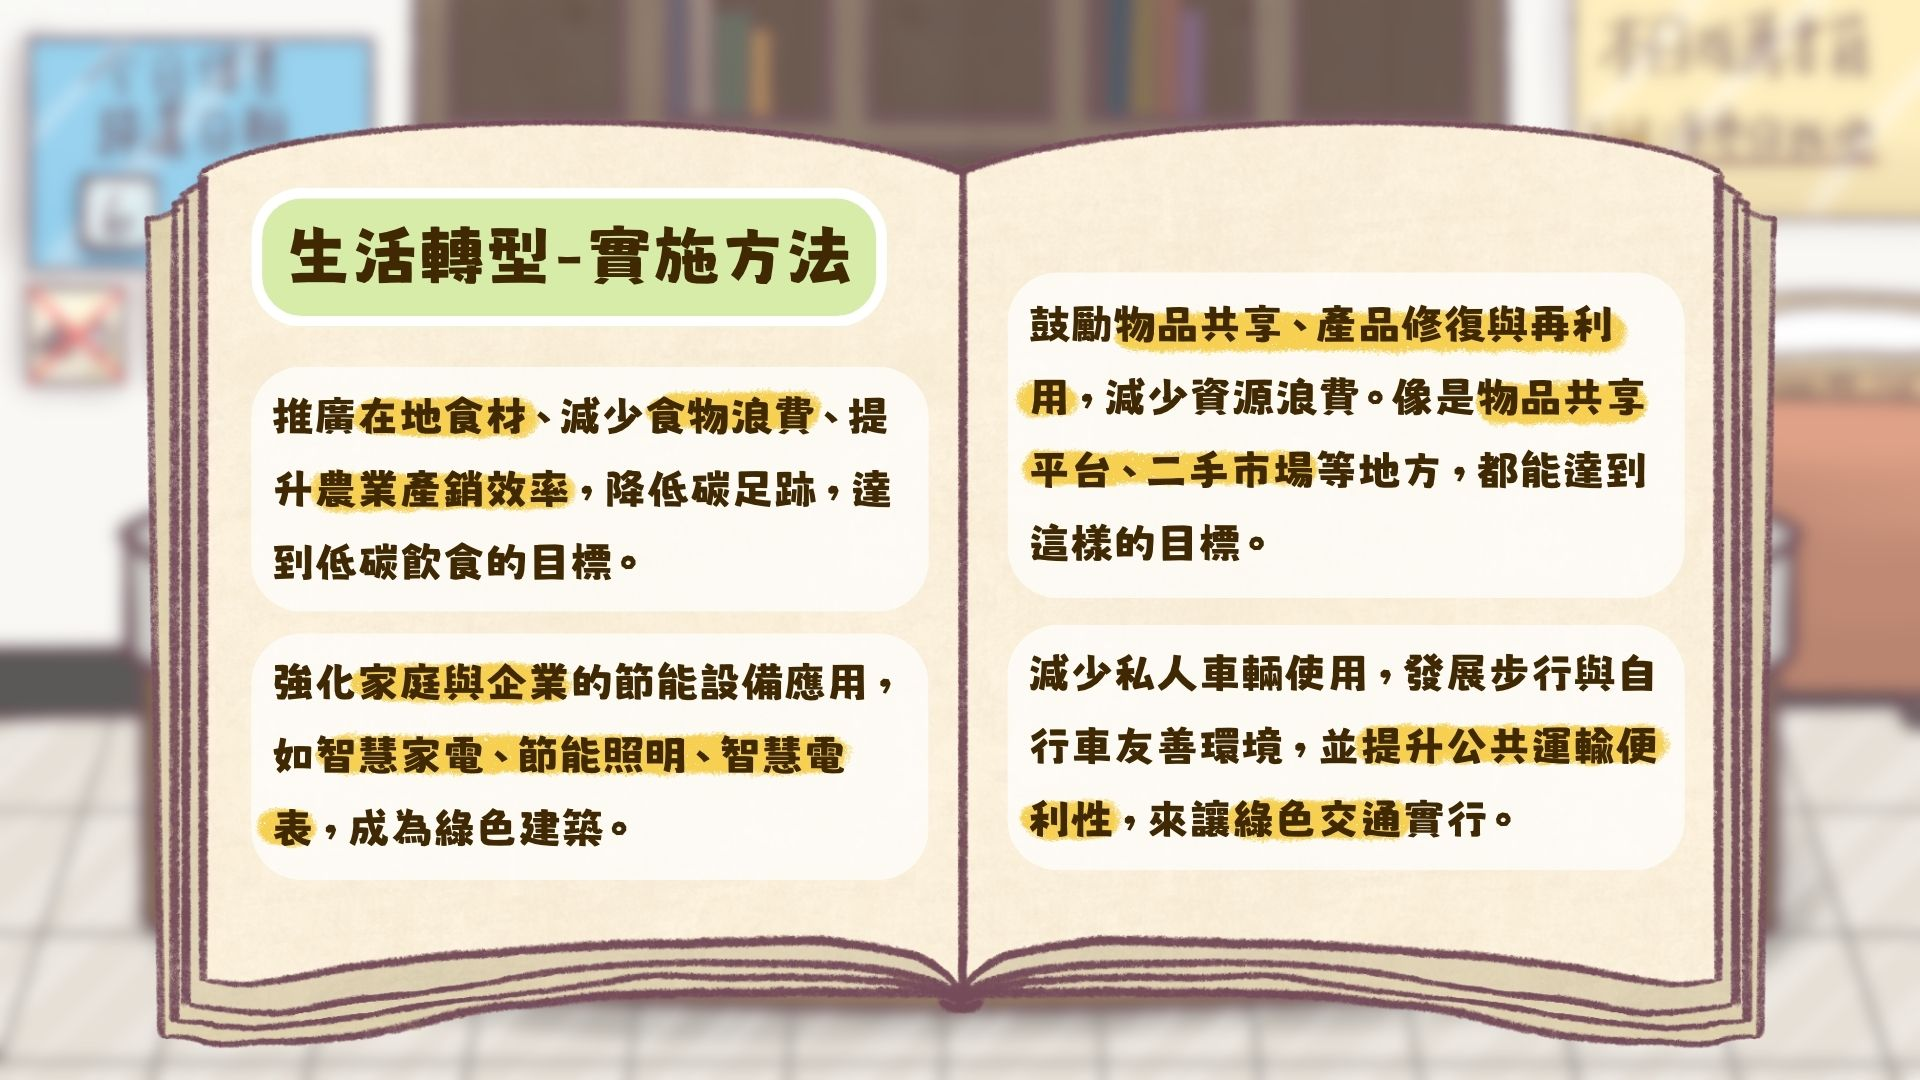 生活轉型-實施方法
推廣在地食材、減少食物浪費、提
升農業產銷效率，降低碳足跡，達
到低碳飲食的目標。
強化家庭與企業的節能設備應用，
如智慧家電、節能照明、智慧電
表，成為綠色建築。
鼓勵物品共享、產品修復與再利
用，減少資源浪費。像是物品共享
平台、二手市場等地方，都能達到
這樣的目標。
減少私人車輛使用，發展步行與自
行車友善環境，並提升公共運輸便
利性，來讓綠色交通實行。